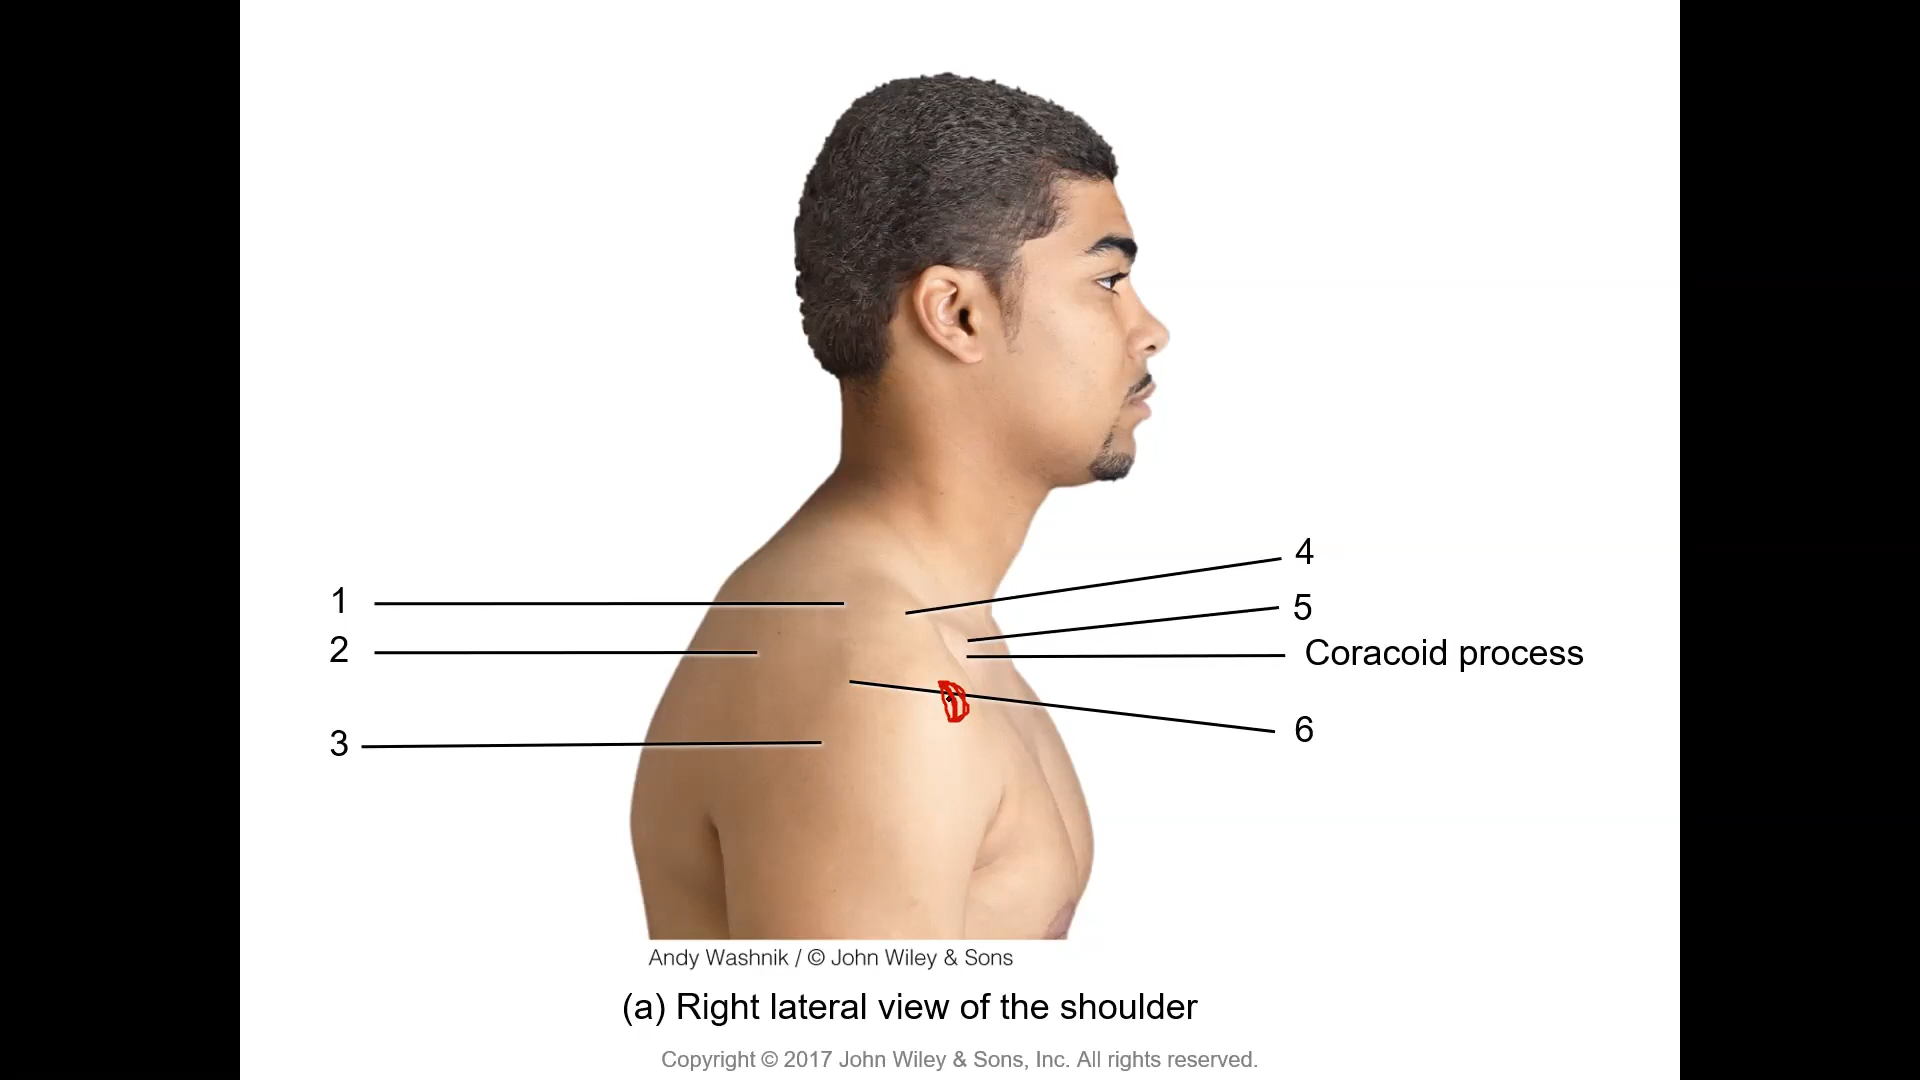 4
1
5
2
Coracoid process
6
3
Andy Washnik / © John Wiley & Sons
(a) Right lateral view of the shoulder
Copyright © 2017 John Wiley & Sons, Inc. All rights reserved.